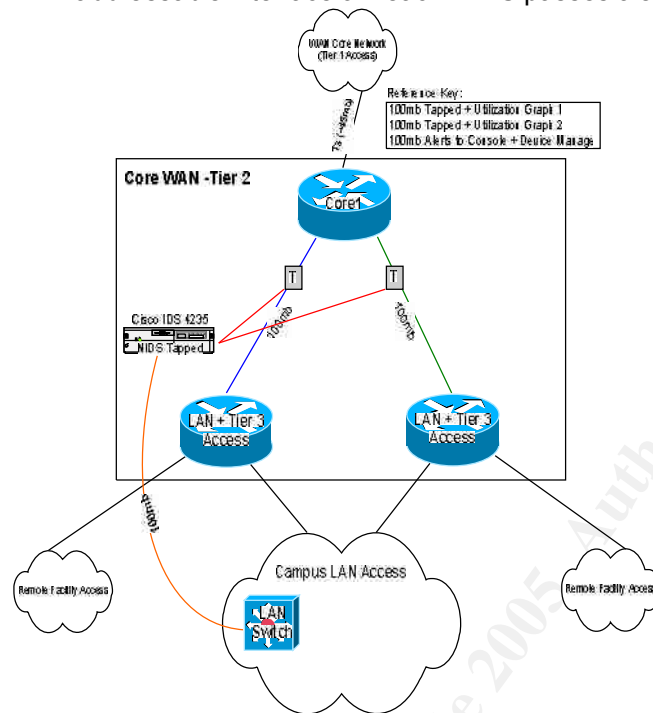 WAN Core Network
(Tier 1 Access)
Reference Key:
100mb Tapped + Utilization Graph 1
100mb Tapped + Utilization Graph 2
100mb Alerts to Console + Device Manage
Core WAN -Tier 2
Core1
T
T
100mb
100mb
Cisco IDS 4235
NIDS Tapped
LAN + Tier 3
Access
LAN + Tier 3
Access
100mb
Remote Facility Access
Campus LAN Access
Remote Facility Access
LAN
Switch
2005, Auth